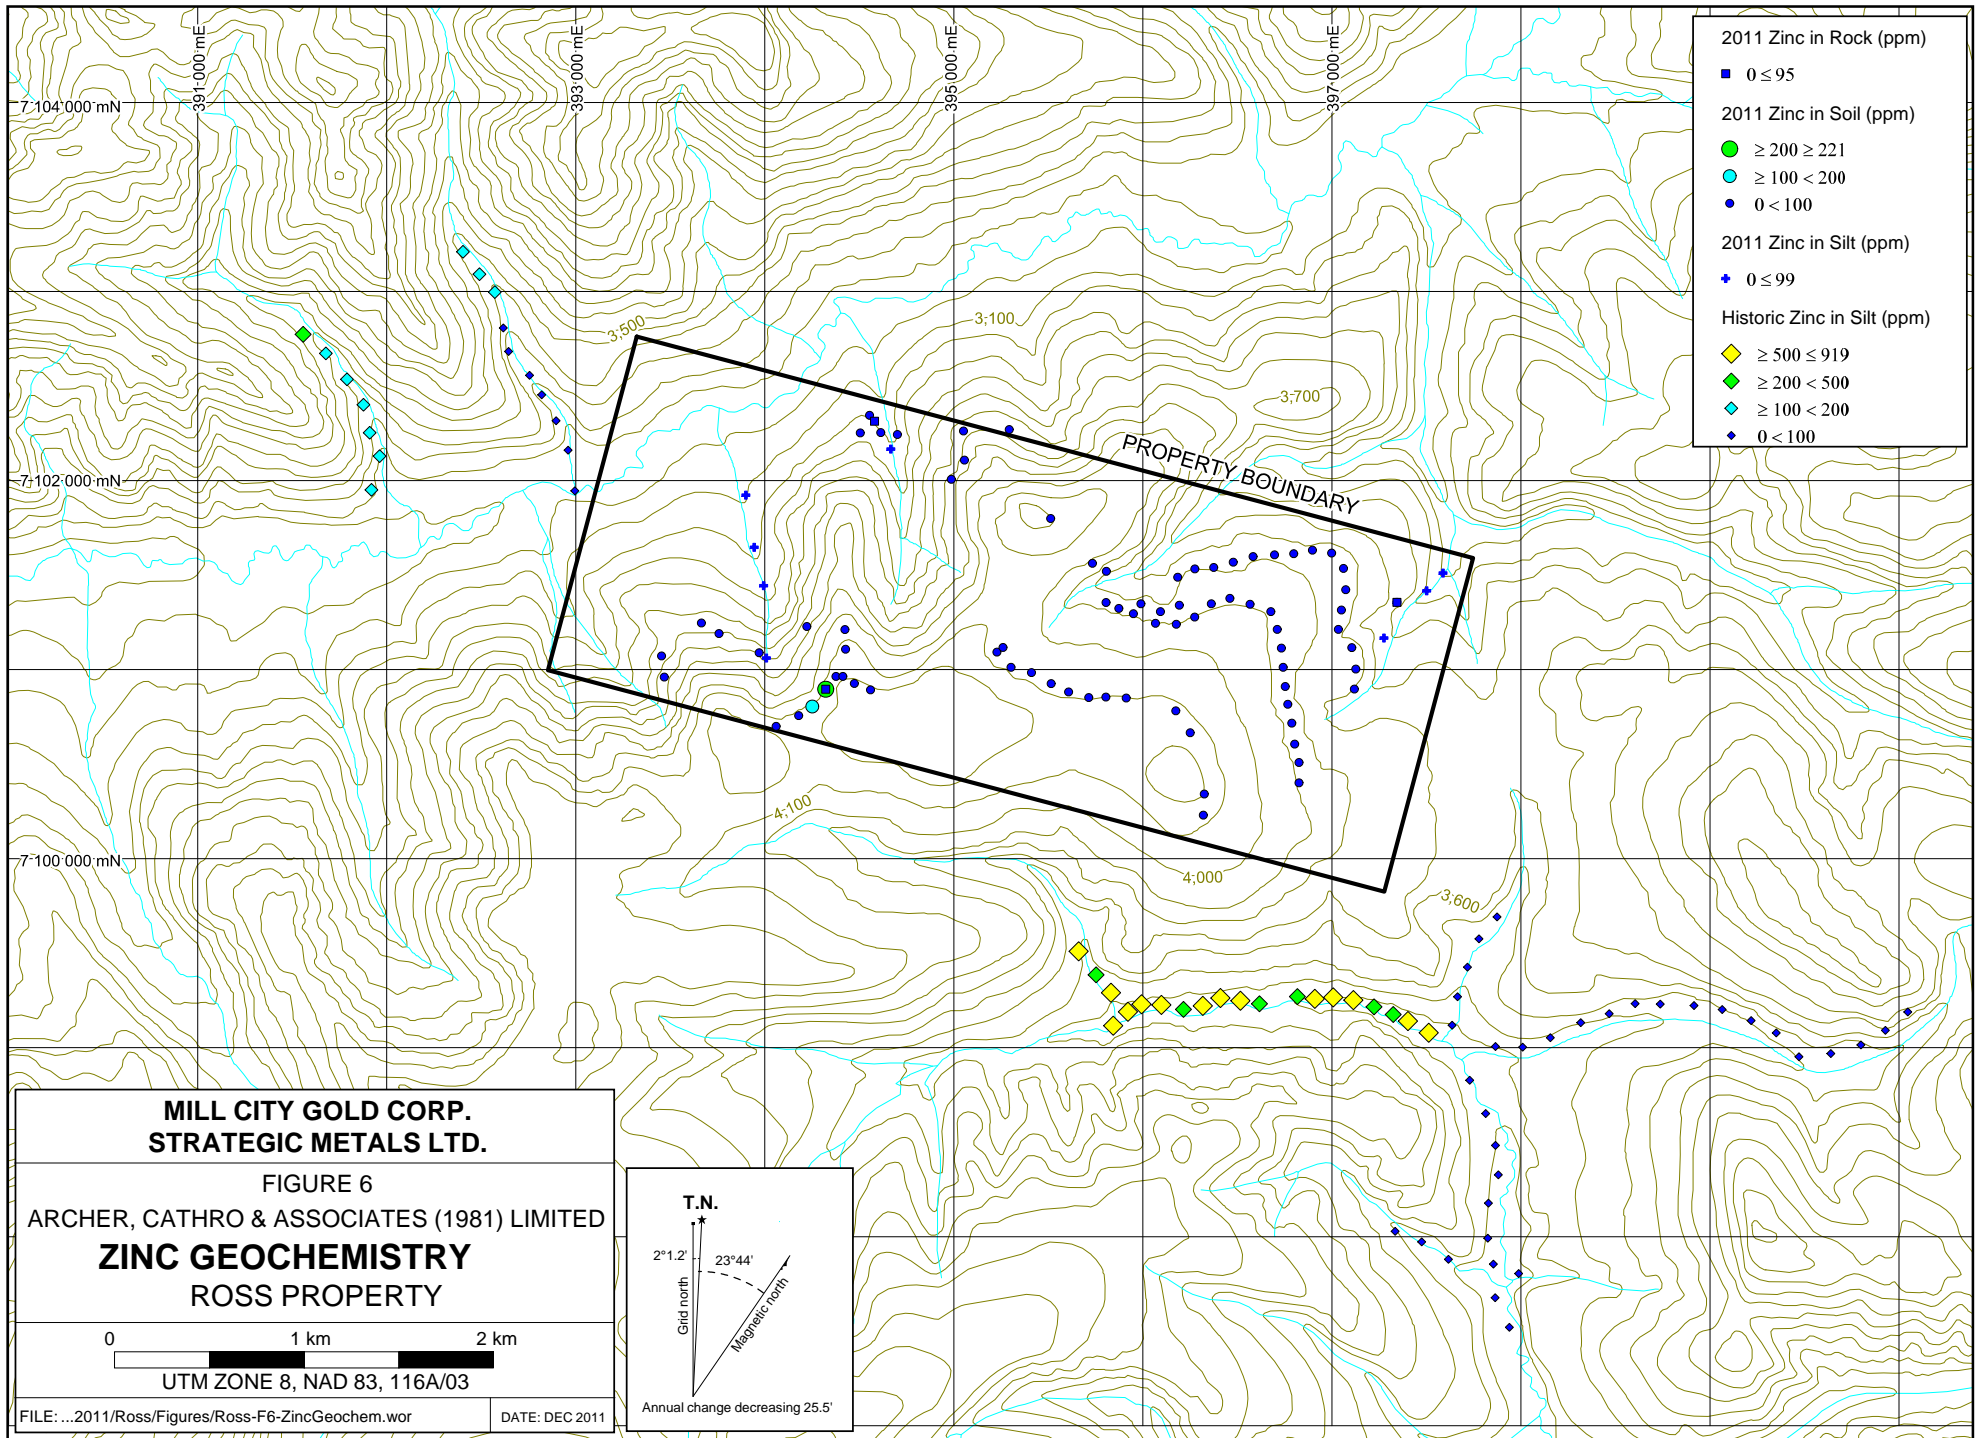 391 000 mE
393 000 mE
395 000 mE
397 000 mE
7 104 000 mN
7 102 000 mN
7 100 000 mN
3,500
3,100
3,700
PROPERTY BOUNDARY
4,100
4,000
3,600
2011 Zinc in Rock (ppm)
0 ≤ 95
2011 Zinc in Soil (ppm)
≥ 200 ≥ 221
≥ 100 < 200
0 < 100
2011 Zinc in Silt (ppm)
0 ≤ 99
Historic Zinc in Silt (ppm)
≥ 500 ≤ 919
≥ 200 < 500
≥ 100 < 200
0 < 100
MILL CITY GOLD CORP.
STRATEGIC METALS LTD.
FIGURE 6
ARCHER, CATHRO & ASSOCIATES (1981) LIMITED
ZINC GEOCHEMISTRY
ROSS PROPERTY
0 1 km 2 km
UTM ZONE 8, NAD 83, 116A/03
FILE: ...2011/Ross/Figures/Ross-F6-ZincGeochem.wor
DATE: DEC 2011
T.N.
2°1.2'
23°44'
Grid north
Magnetic north
Annual change decreasing 25.5'